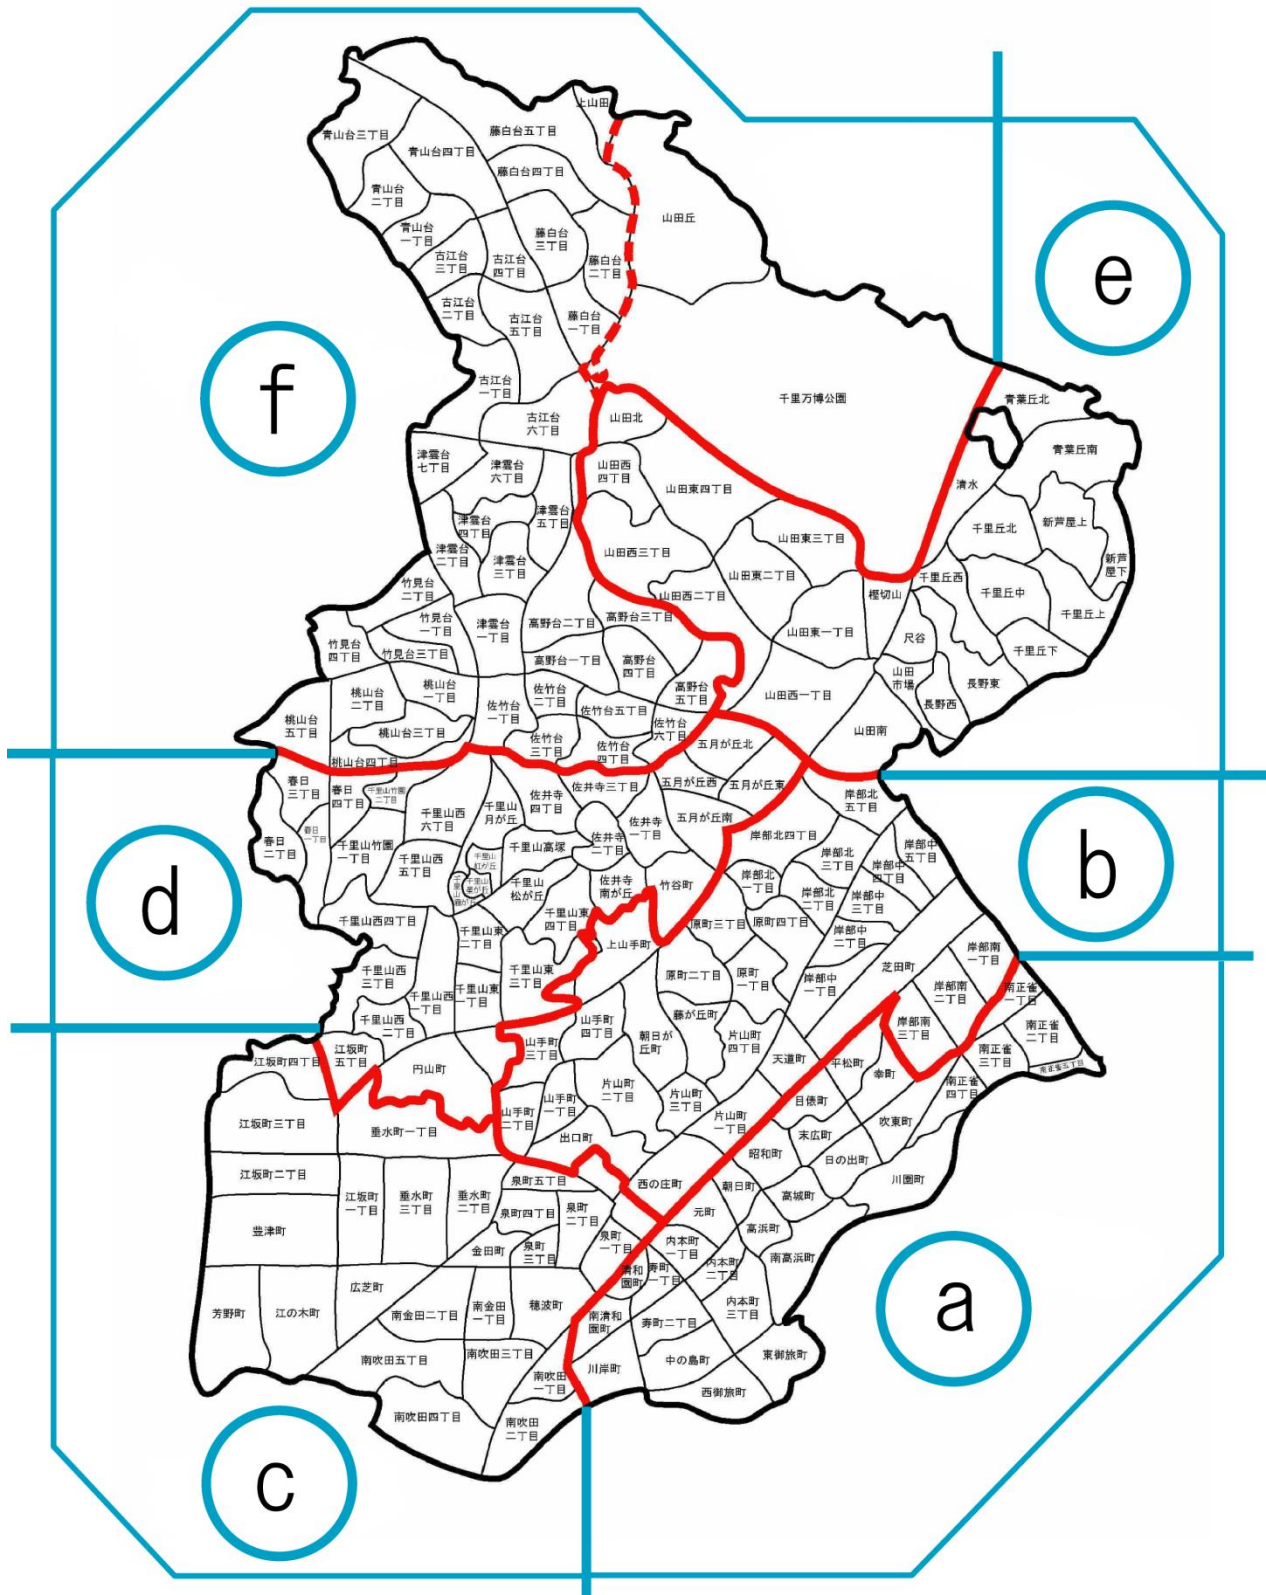 上山田
青山台三丁目
藤白台五丁目
青山台四丁目
藤白台四丁目
青山台
二丁目
山田丘
青山台
一丁目
藤白台
三丁目
古江台
三丁目
古江台
四丁目
藤白台
二丁目
e
古江台
二丁目
古江台
五丁目
藤白台
一丁目
f
古江台
一丁目
千里万博公園
青葉丘北
古江台
六丁目
山田北
青葉丘南
津雲台
七丁目
津雲台
六丁目
山田西
四丁目
山田東四丁目
清水
津雲台
五丁目
津雲台
四丁目
千里丘北
新芦屋上
山田東三丁目
津雲台
二丁目
津雲台
三丁目
山田西三丁目
新芦
屋下
山田東二丁目
千里丘西
竹見台
二丁目
樫切山
千里丘中
山田西二丁目
千里丘上
竹見台
一丁目
津雲台
一丁目
高野台二丁目
高野台三丁目
山田東一丁目
尺谷
竹見台
四丁目
竹見台三丁目
高野台一丁目
高野台
四丁目
千里丘下
山田
市場
長野東
桃山台
二丁目
桃山台
一丁目
佐竹台
二丁目
高野台
五丁目
山田西一丁目
長野西
桃山台
五丁目
佐竹台
一丁目
佐竹台五丁目
桃山台三丁目
佐竹台
六丁目
山田南
佐竹台
三丁目
佐竹台
四丁目
五月が丘北
桃山台四丁目
春日
三丁目
春日
四丁目
千里山竹園
二丁目
佐井寺三丁目
五月が丘西
五月が丘東
岸部北
五丁目
千里山西
六丁目
千里山
月が丘
佐井寺
四丁目
五月が丘南
春日
一丁目
佐井寺
一丁目
岸部北四丁目
春日
二丁目
千里山竹園
一丁目
千里山高塚
佐井寺
二丁目
岸部中
五丁目
b
千里山西
五丁目
千里山
虹が丘
岸部北
三丁目
岸部中
四丁目
千里山
星が丘
千里山
霧が丘
千里山
松が丘
佐井寺
南が丘
竹谷町
岸部北
一丁目
岸部北
二丁目
岸部中
三丁目
d
千里山西四丁目
千里山東
四丁目
原町三丁目
原町四丁目
千里山東
二丁目
上山手町
岸部中
二丁目
岸部南
一丁目
千里山西
三丁目
千里山東
三丁目
原町二丁目
原町
一丁目
岸部中
一丁目
芝田町
千里山西
一丁目
千里山東
一丁目
岸部南
二丁目
南正雀
一丁目
千里山西
二丁目
山手町
四丁目
藤が丘町
岸部南
三丁目
南正雀
二丁目
江坂町四丁目
江坂町
五丁目
山手町
三丁目
朝日が
丘町
片山町
四丁目
天道町
平松町
南正雀
三丁目
円山町
幸町
南正雀五丁目
片山町
二丁目
片山町
三丁目
南正雀
四丁目
山手町
一丁目
目俵町
江坂町三丁目
垂水町一丁目
山手町
二丁目
出口町
片山町
一丁目
吹東町
末広町
昭和町
日の出町
江坂町二丁目
泉町五丁目
西の庄町
朝日町
川園町
江坂町
一丁目
垂水町
三丁目
垂水町
二丁目
高城町
泉町四丁目
泉町
二丁目
元町
豊津町
高浜町
金田町
泉町
三丁目
泉町
一丁目
内本町
一丁目
南高浜町
清和
園町
寿町
一丁目
内本町
二丁目
広芝町
芳野町
江の木町
南金田二丁目
南金田
一丁目
穂波町
南清和
園町
寿町二丁目
内本町
三丁目
a
南吹田五丁目
南吹田三丁目
東御旅町
川岸町
中の島町
南吹田
一丁目
西御旅町
南吹田四丁目
南吹田
二丁目
c